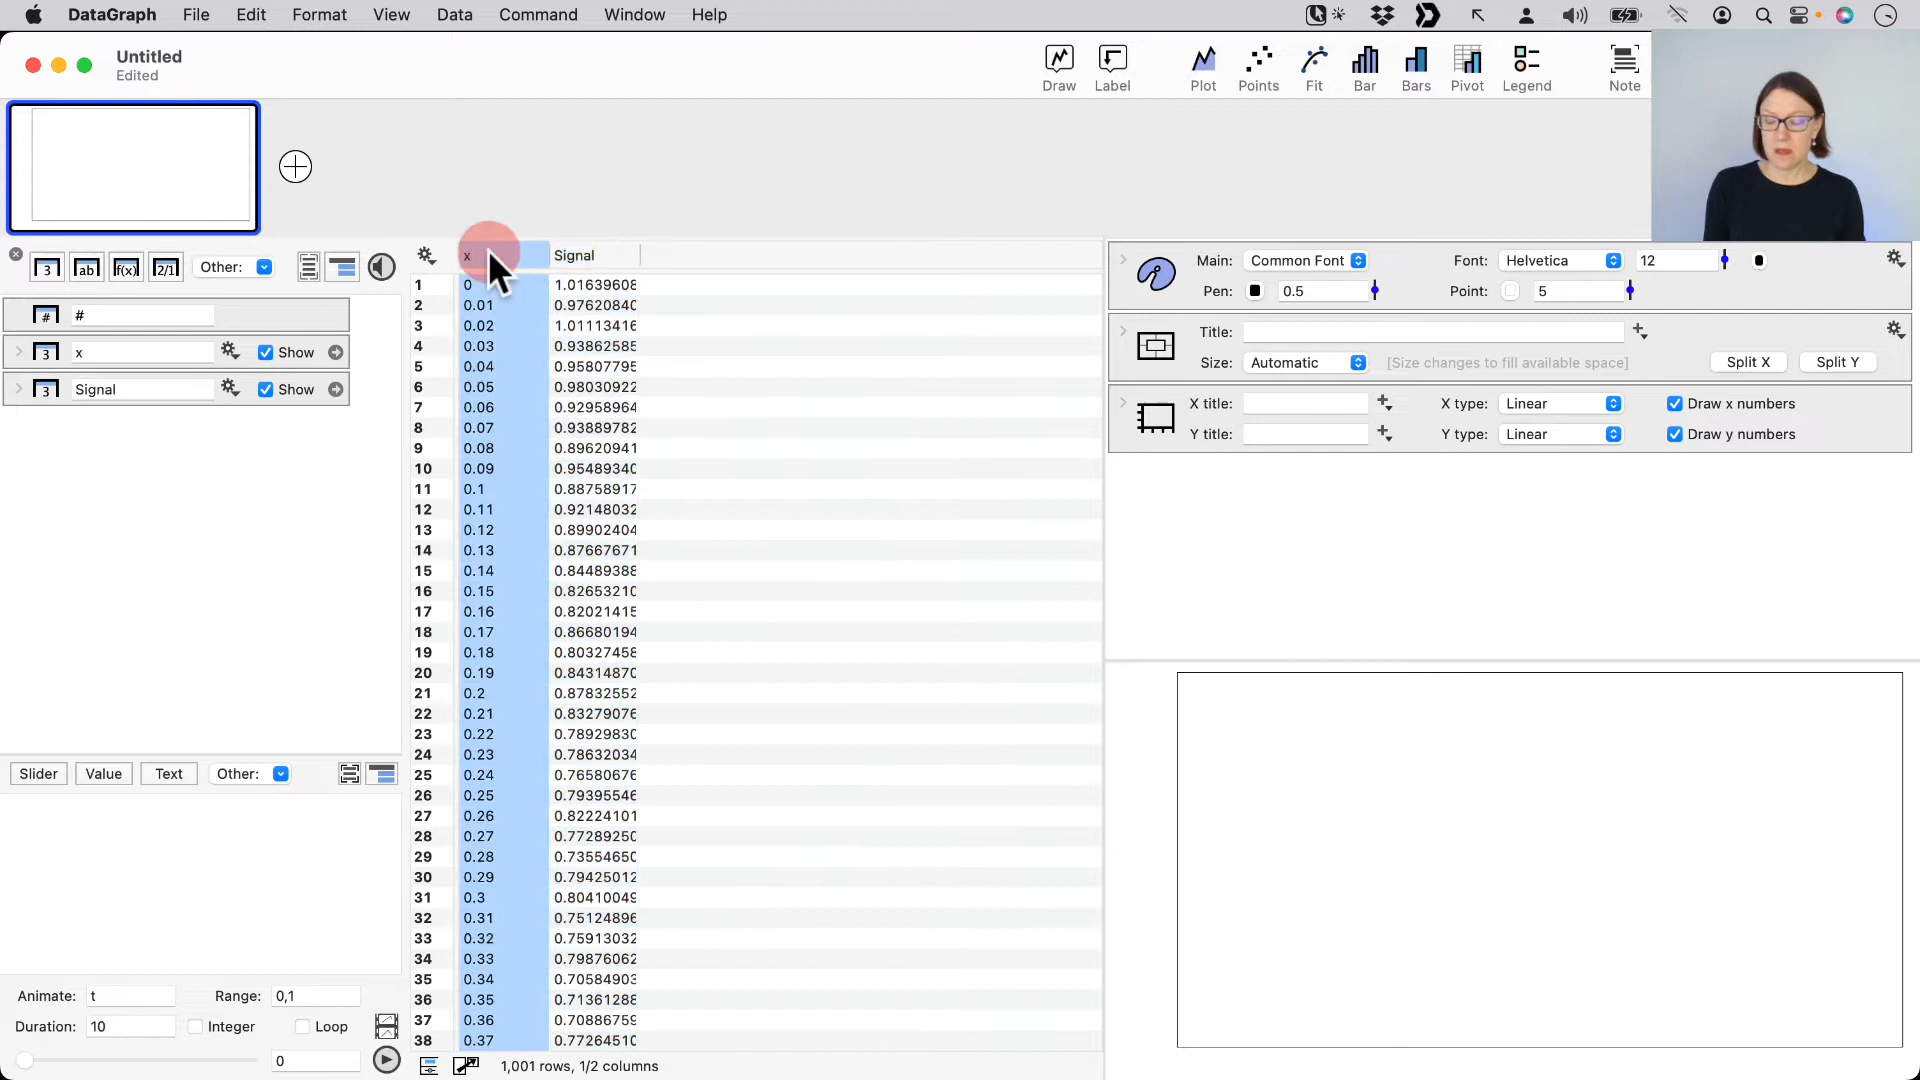 DataGraph File Edit Format View Data Command Window Help
Untitled
Edited
Draw Label Plot Points Fit Bar Bars Pivot Legend Note
3 ab f(x) 2/1 Other:
# #
3 x Show
3 Signal Show
Slider Value Text Other:
Animate: t Range: 0,1
Duration: 10 Integer Loop
0
x Signal
1 0 1.01639608
2 0.01 0.97620840
3 0.02 1.01113416
4 0.03 0.93862585
5 0.04 0.95807795
6 0.05 0.98030922
7 0.06 0.92958964
8 0.07 0.93889782
9 0.08 0.89620941
10 0.09 0.95489340
11 0.1 0.88758917
12 0.11 0.92148032
13 0.12 0.89902404
14 0.13 0.87667671
15 0.14 0.84489388
16 0.15 0.82653210
17 0.16 0.82021415
18 0.17 0.86680194
19 0.18 0.80327458
20 0.19 0.84314870
21 0.2 0.87832552
22 0.21 0.83279076
23 0.22 0.78929830
24 0.23 0.78632034
25 0.24 0.76580676
26 0.25 0.79395546
27 0.26 0.82224101
28 0.27 0.77289250
29 0.28 0.73554650
30 0.29 0.79425012
31 0.3 0.80410049
32 0.31 0.75124896
33 0.32 0.75913032
34 0.33 0.79876062
35 0.34 0.70584903
36 0.35 0.71361288
37 0.36 0.70886759
38 0.37 0.77264510
1,001 rows, 1/2 columns
Main: Common Font Font: Helvetica 12
Pen: 0.5 Point: 5
Title:
Size: Automatic [Size changes to fill available space] Split X Split Y
X title: X type: Linear Draw x numbers
Y title: Y type: Linear Draw y numbers